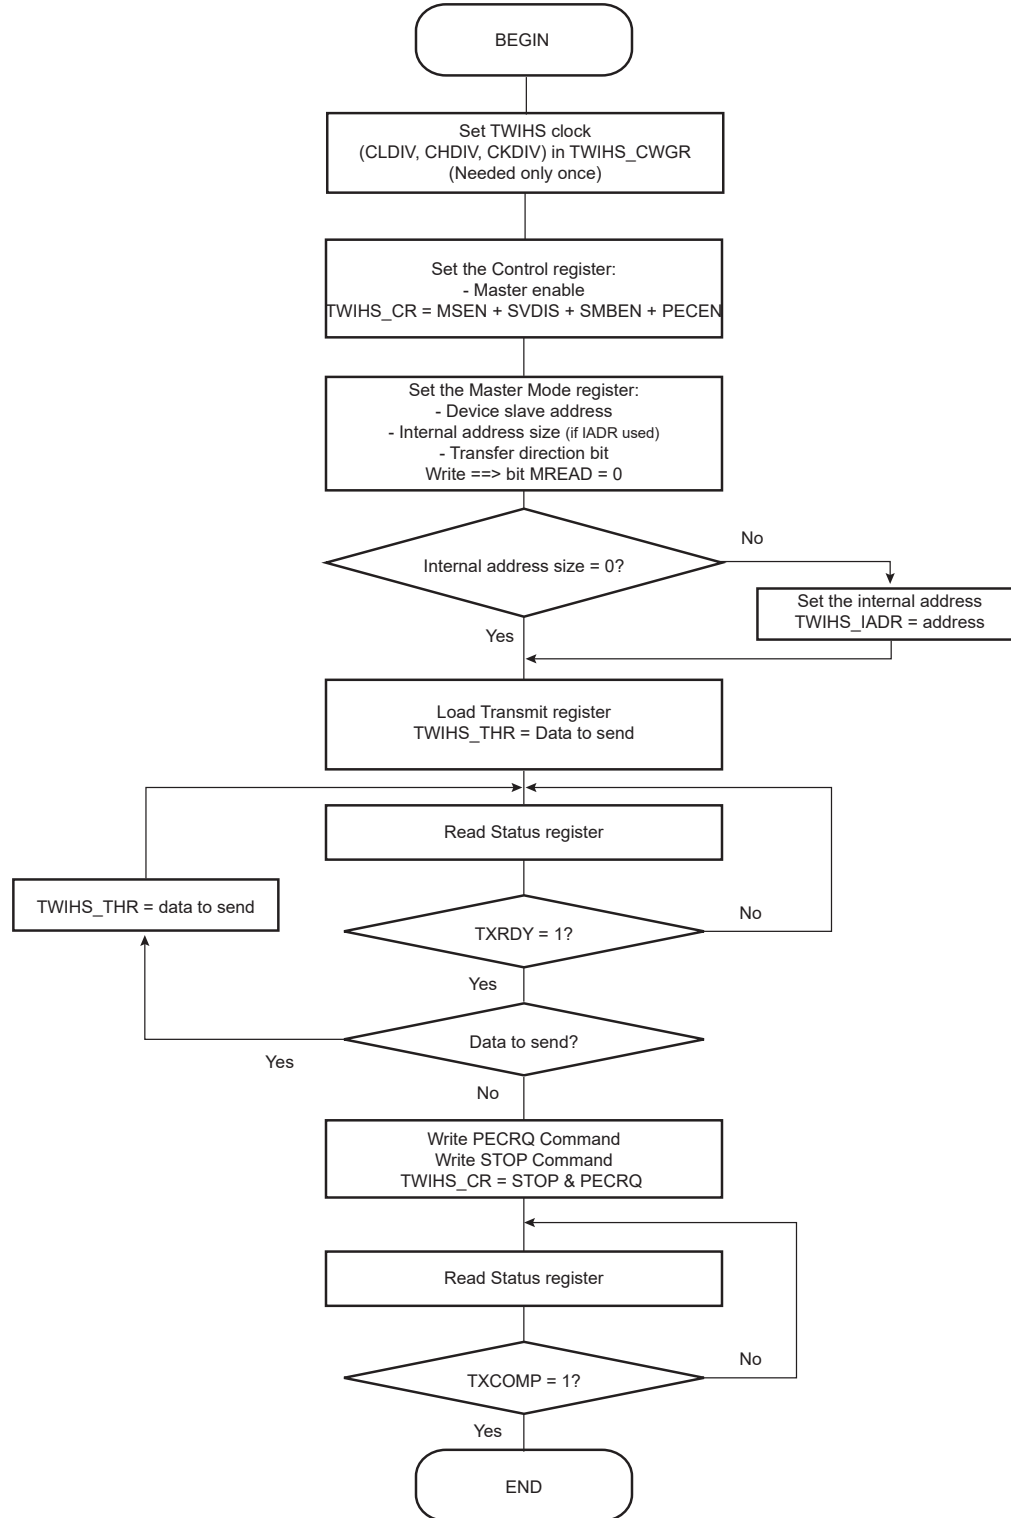 BEGIN
Set TWIHS clock
(CLDIV, CHDIV, CKDIV) in TWIHS_CWGR
(Needed only once)
Set the Control register:
- Master enable
TWIHS_CR = MSEN + SVDIS + SMBEN + PECEN
Set the Master Mode register:
- Device slave address
- Internal address size (if IADR used)
- Transfer direction bit
Write ==> bit MREAD = 0
Internal address size = 0?
No
Set the internal address
TWIHS_IADR = address
Yes
Load Transmit register
TWIHS_THR = Data to send
Read Status register
TWIHS_THR = data to send
TXRDY = 1?
No
Yes
Data to send?
Yes
No
Write PECRQ Command
Write STOP Command
TWIHS_CR = STOP & PECRQ
Read Status register
TXCOMP = 1?
No
Yes
END